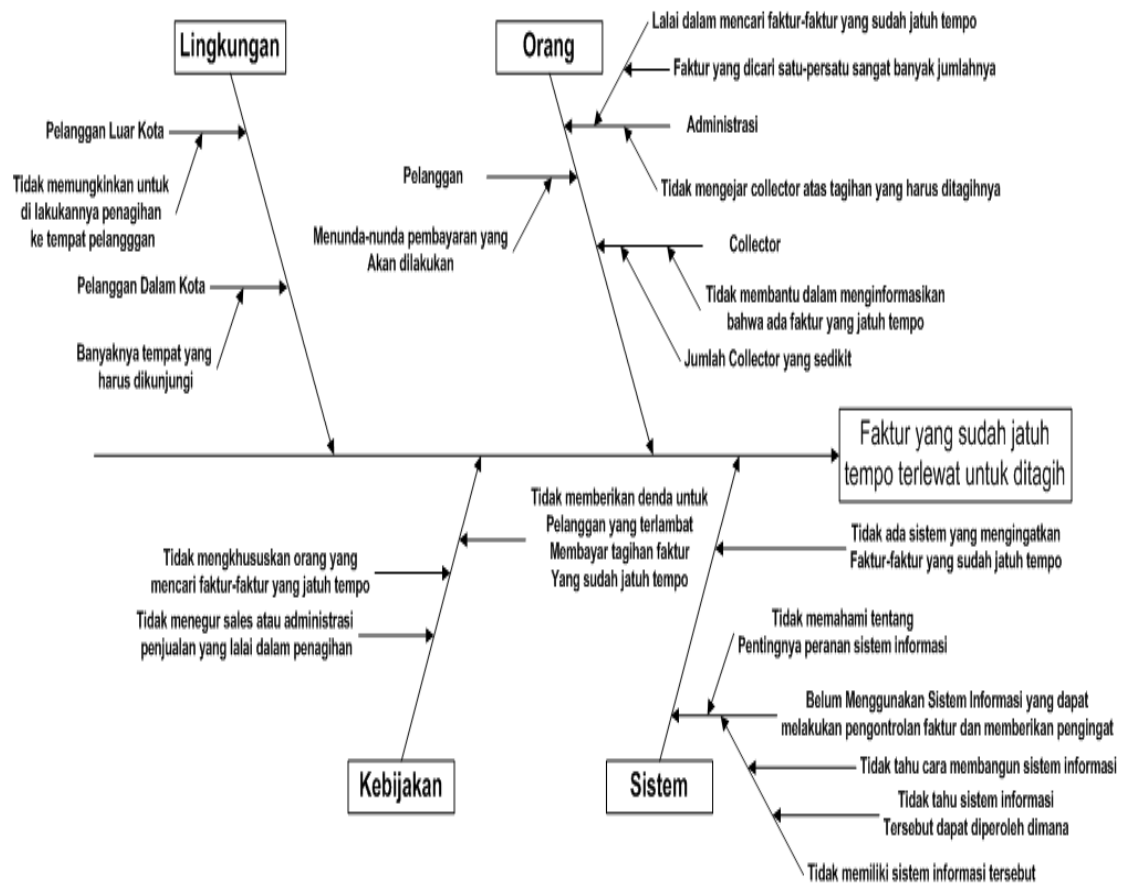 Lingkungan
Pelanggan Luar Kota
Tidak memungkinkan untuk
di lakukannya penagihan
ke tempat pelangggan
Pelanggan Dalam Kota
Banyaknya tempat yang
harus dikunjungi
Orang
Lalai dalam mencari faktur-faktur yang sudah jatuh tempo
Faktur yang dicari satu-persatu sangat banyak jumlahnya
Administrasi
Tidak mengejar collector atas tagihan yang harus ditagihnya
Pelanggan
Menunda-nunda pembayaran yang
Akan dilakukan
Collector
Tidak membantu dalam menginformasikan
bahwa ada faktur yang jatuh tempo
Jumlah Collector yang sedikit
Faktur yang sudah jatuh
tempo terlewat untuk ditagih
Tidak memberikan denda untuk
Pelanggan yang terlambat
Membayar tagihan faktur
Yang sudah jatuh tempo
Tidak mengkhususkan orang yang
mencari faktur-faktur yang jatuh tempo
Tidak menegur sales atau administrasi
penjualan yang lalai dalam penagihan
Kebijakan
Tidak ada sistem yang mengingatkan
Faktur-faktur yang sudah jatuh tempo
Tidak memahami tentang
Pentingnya peranan sistem informasi
Belum Menggunakan Sistem Informasi yang dapat
melakukan pengontrolan faktur dan memberikan pengingat
Tidak tahu cara membangun sistem informasi
Tidak tahu sistem informasi
Tersebut dapat diperoleh dimana
Tidak memiliki sistem informasi tersebut
Sistem